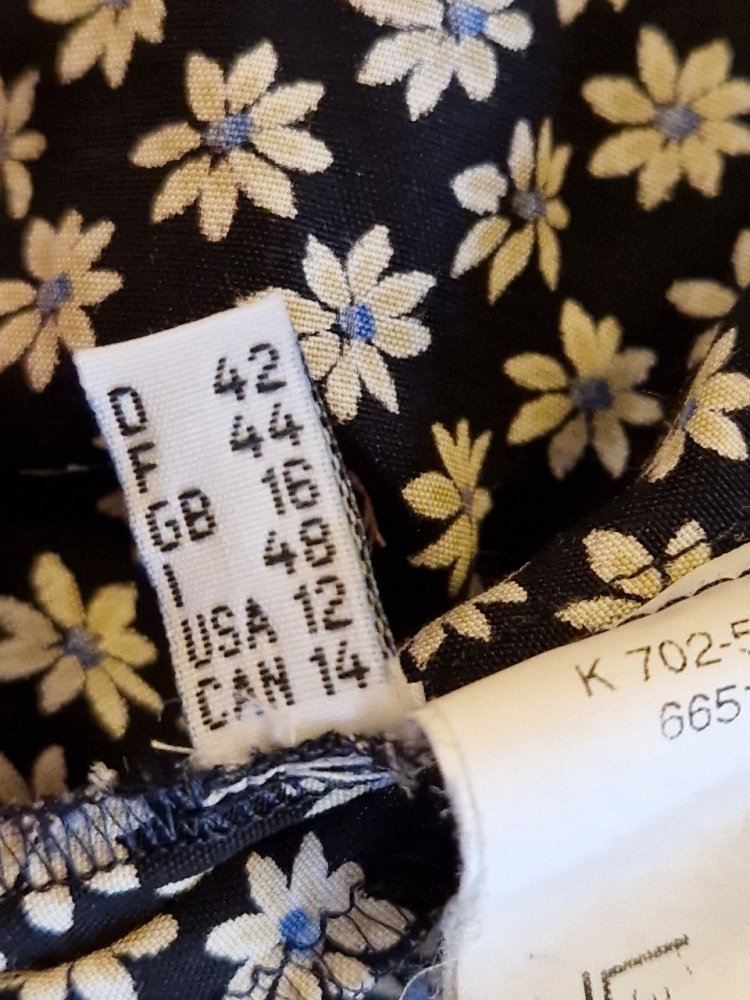 D 42
F 44
GB 16
I 48
USA 12
CAN 14
K 702-5
665